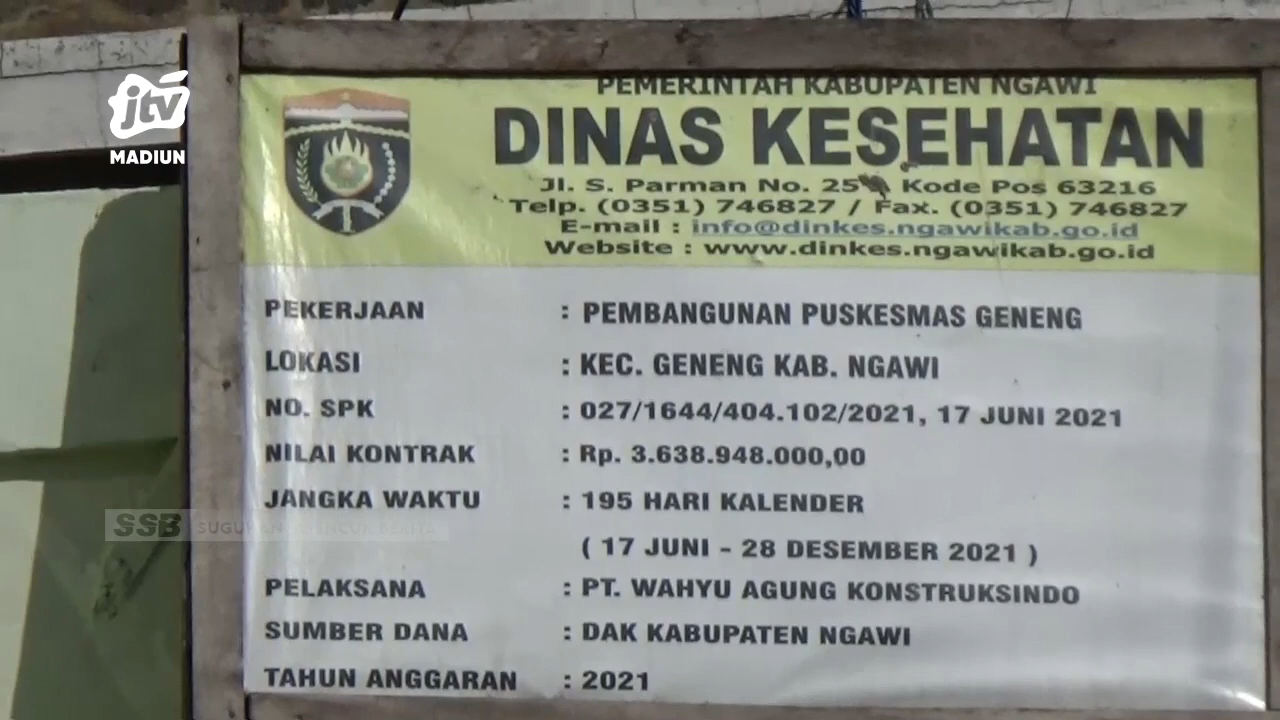 jtv
MADIUN
PEMERINTAH KABUPATEN NGAWI
DINAS KESEHATAN
Jl. S. Parman No. 25 Kode Pos 63216
Telp. (0351) 746827 / Fax. (0351) 746827
E-mail : info@dinkes.ngawikab.go.id
Website : www.dinkes.ngawikab.go.id
PEKERJAAN : PEMBANGUNAN PUSKESMAS GENENG
LOKASI : KEC. GENENG KAB. NGAWI
NO. SPK : 027/1644/404.102/2021, 17 JUNI 2021
NILAI KONTRAK : Rp. 3.638.948.000,00
JANGKA WAKTU : 195 HARI KALENDER
( 17 JUNI - 28 DESEMBER 2021 )
PELAKSANA : PT. WAHYU AGUNG KONSTRUKSINDO
SUMBER DANA : DAK KABUPATEN NGAWI
TAHUN ANGGARAN : 2021
SSB